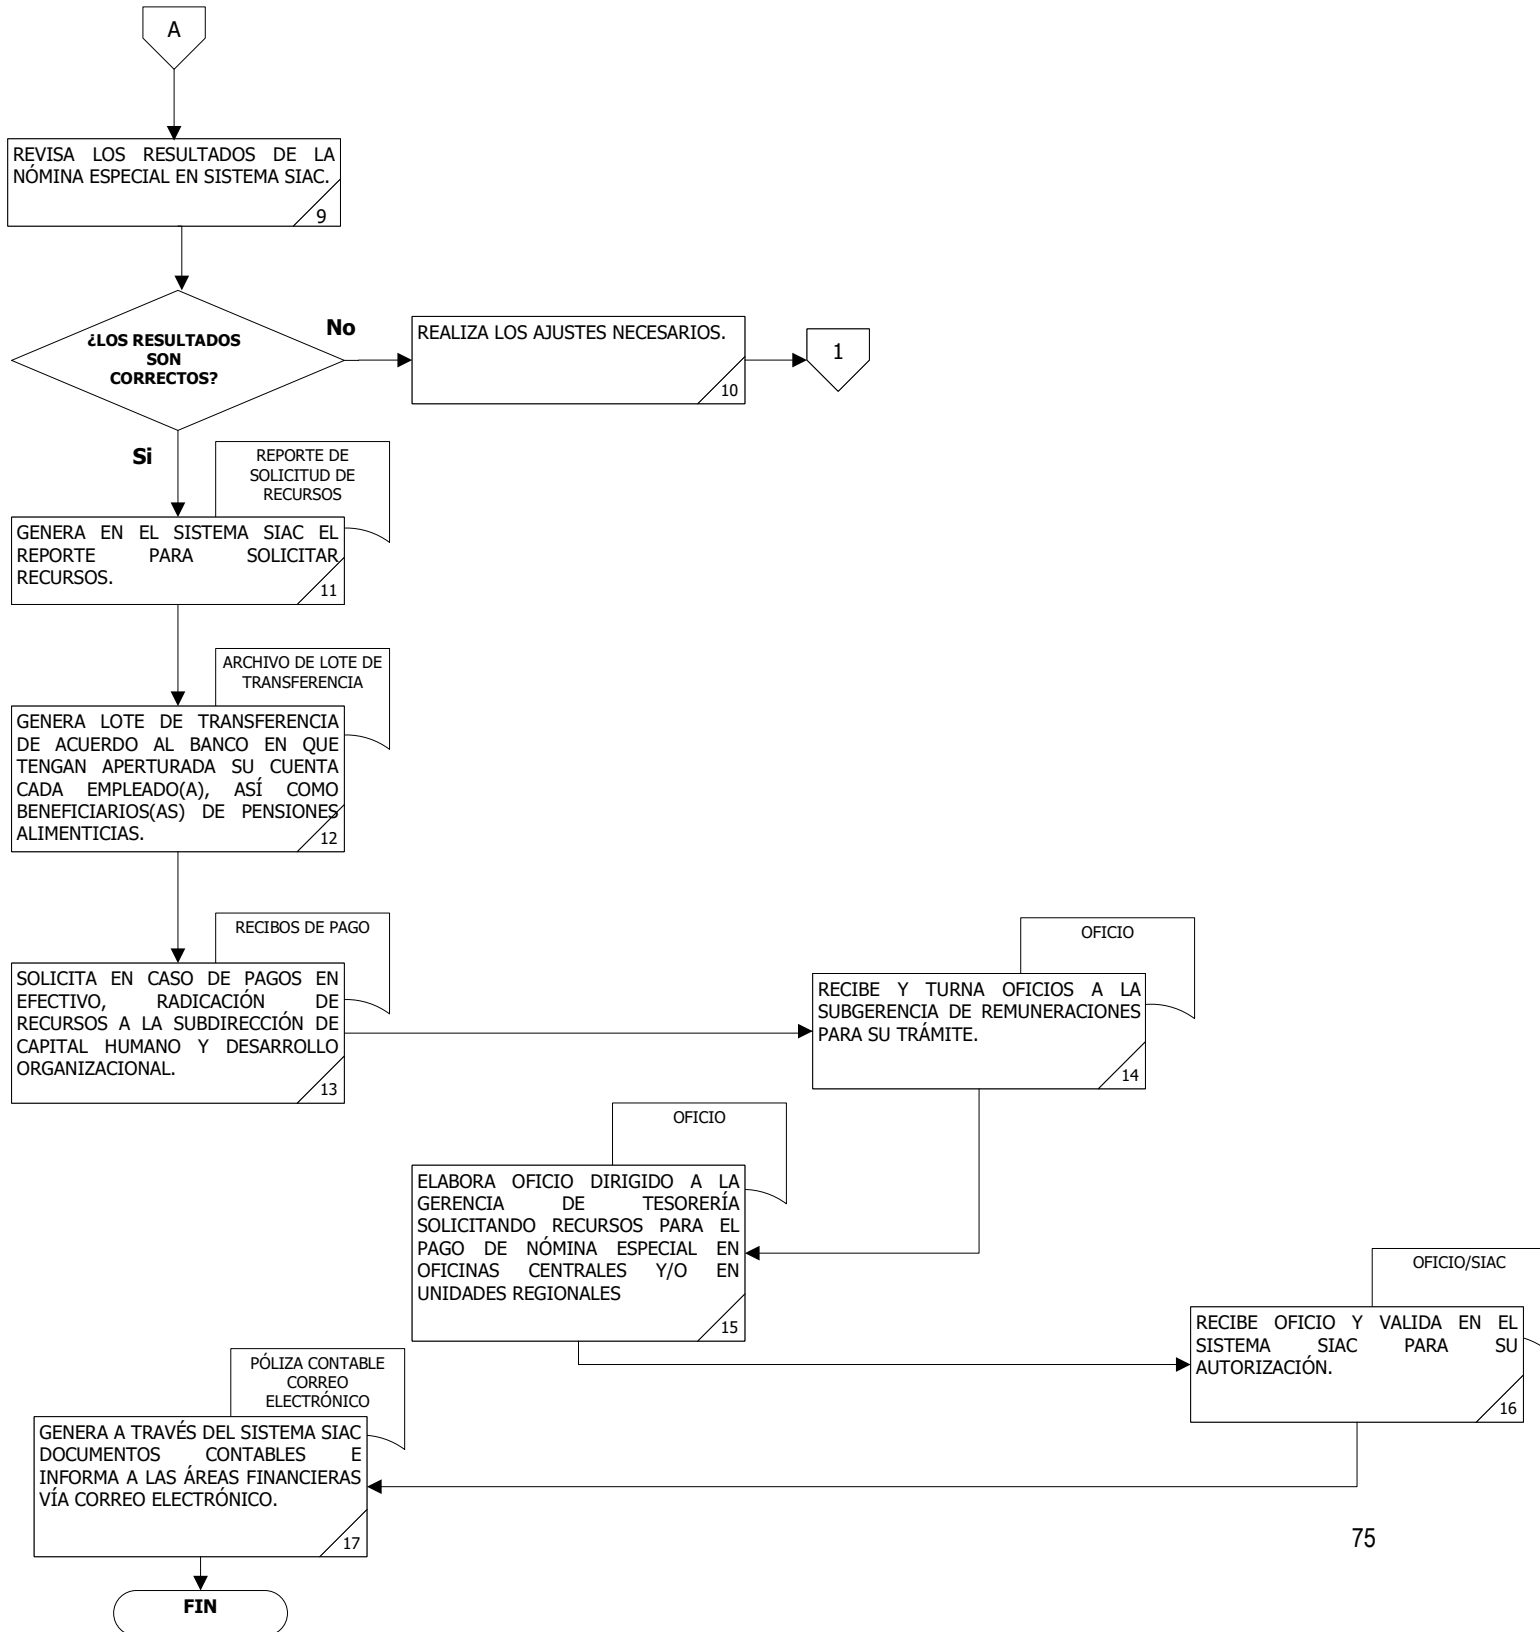 A
REVISA LOS RESULTADOS DE LA
NÓMINA ESPECIAL EN SISTEMA SIAC.
9
¿LOS RESULTADOS
SON
CORRECTOS?
No
REALIZA LOS AJUSTES NECESARIOS.
10
1
Si
REPORTE DE
SOLICITUD DE
RECURSOS
GENERA EN EL SISTEMA SIAC EL
REPORTE PARA SOLICITAR
RECURSOS.
11
ARCHIVO DE LOTE DE
TRANSFERENCIA
GENERA LOTE DE TRANSFERENCIA
DE ACUERDO AL BANCO EN QUE
TENGAN APERTURADA SU CUENTA
CADA EMPLEADO(A), ASÍ COMO
BENEFICIARIOS(AS) DE PENSIONES
ALIMENTICIAS.
12
RECIBOS DE PAGO
SOLICITA EN CASO DE PAGOS EN
EFECTIVO, RADICACIÓN DE
RECURSOS A LA SUBDIRECCIÓN DE
CAPITAL HUMANO Y DESARROLLO
ORGANIZACIONAL.
13
OFICIO
RECIBE Y TURNA OFICIOS A LA
SUBGERENCIA DE REMUNERACIONES
PARA SU TRÁMITE.
14
OFICIO
ELABORA OFICIO DIRIGIDO A LA
GERENCIA DE TESORERÍA
SOLICITANDO RECURSOS PARA EL
PAGO DE NÓMINA ESPECIAL EN
OFICINAS CENTRALES Y/O EN
UNIDADES REGIONALES
15
OFICIO/SIAC
RECIBE OFICIO Y VALIDA EN EL
SISTEMA SIAC PARA SU
AUTORIZACIÓN.
16
PÓLIZA CONTABLE
CORREO
ELECTRÓNICO
GENERA A TRAVÉS DEL SISTEMA SIAC
DOCUMENTOS CONTABLES E
INFORMA A LAS ÁREAS FINANCIERAS
VÍA CORREO ELECTRÓNICO.
17
75
FIN